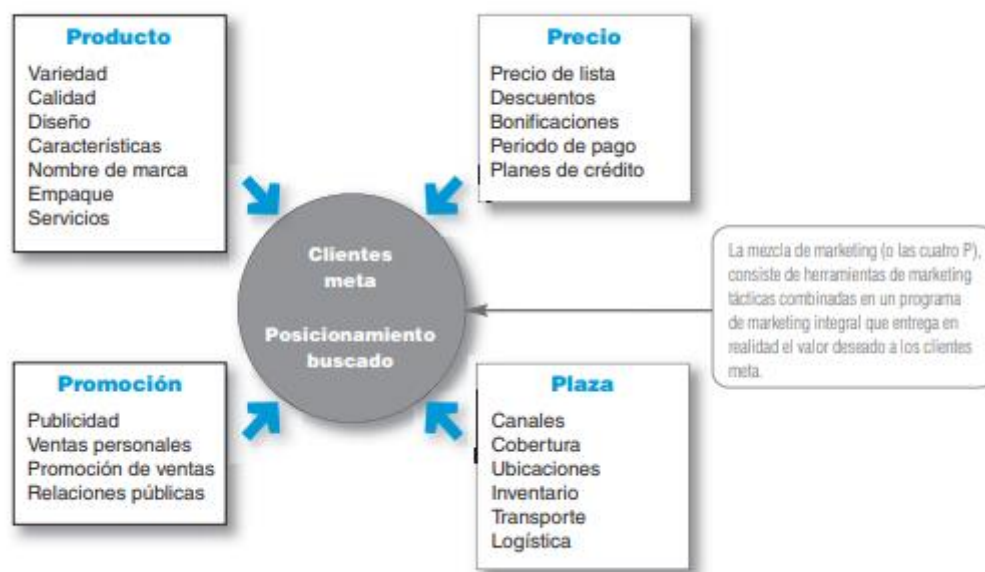 Producto
Variedad
Calidad
Diseño
Características
Nombre de marca
Empaque
Servicios
Precio
Precio de lista
Descuentos
Bonificaciones
Periodo de pago
Planes de crédito
Clientes
meta
Posicionamiento
buscado
La mezcla de marketing (o las cuatro P),
consiste de herramientas de marketing
tácticas combinadas en un programa
de marketing integral que entrega en
realidad el valor deseado a los clientes
meta.
Promoción
Publicidad
Ventas personales
Promoción de ventas
Relaciones públicas
Plaza
Canales
Cobertura
Ubicaciones
Inventario
Transporte
Logística